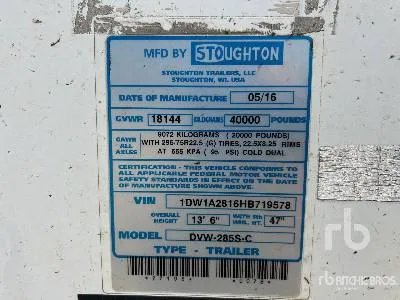 MFD BY STOUGHTON
STOUGHTON TRAILERS, LLC
STOUGHTON, WI. USA
DATE OF MANUFACTURE 05/16
GVWR 18144 KILOGRAMS 40000 POUNDS
GAWR ALL AXLES
9072 KILOGRAMS ( 20000 POUNDS)
WITH 295-75R22.5 (G) TIRES, 22.5X8.25 RIMS
AT 655 KPA ( 95 PSI) COLD DUAL
CERTIFICATION - THIS VEHICLE CONFORMS TO
ALL APPLICABLE FEDERAL MOTOR VEHICLE
SAFETY STANDARDS IN EFFECT ON THE DATE
OF MANUFACTURE SHOWN ABOVE
VIN 1DW1A2816HB719578
OVERALL HEIGHT 13' 6" 47"
MODEL DVW-285S-C
TYPE - TRAILER
rb ritchie bros.